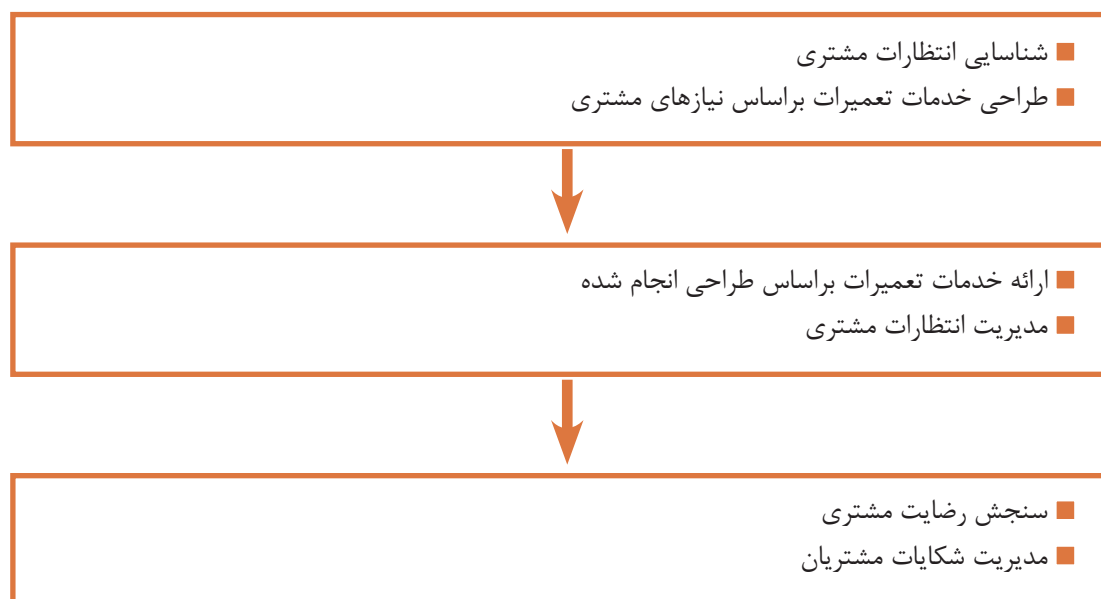 ■ شناسایی انتظارات مشتری
■ طراحی خدمات تعمیرات براساس نیازهای مشتری
■ ارائه خدمات تعمیرات براساس طراحی انجام شده
■ مدیریت انتظارات مشتری
■ سنجش رضایت مشتری
■ مدیریت شکایات مشتریان